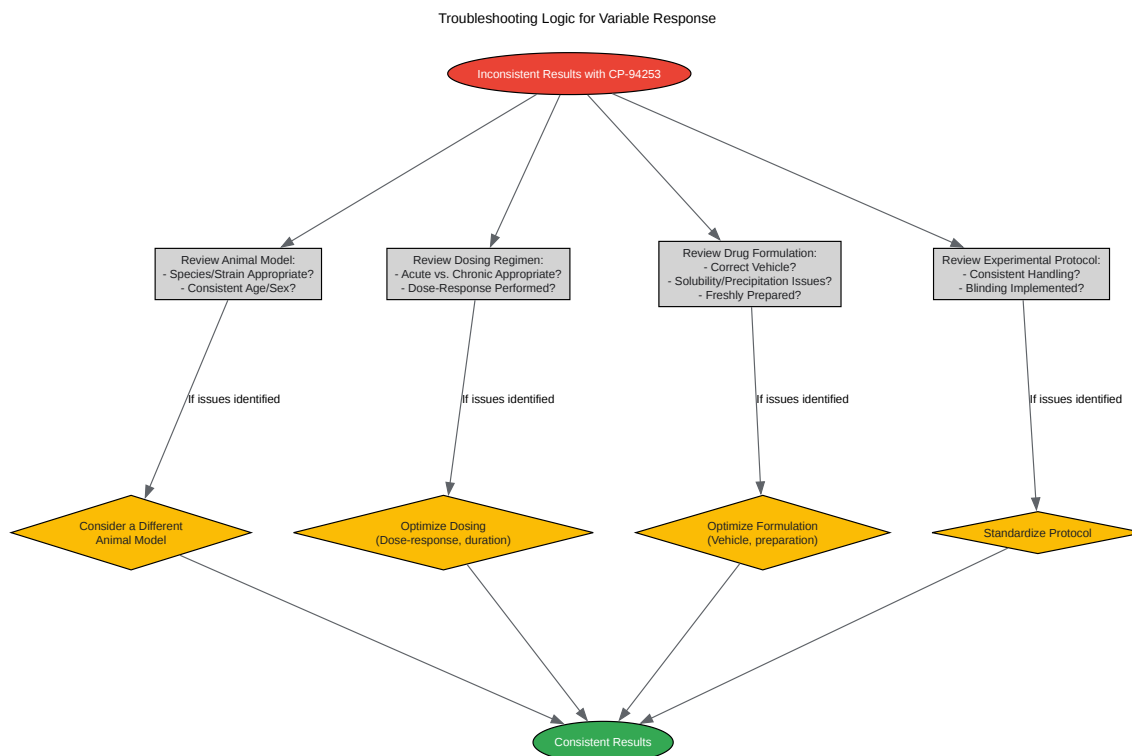 Troubleshooting Logic for Variable Response
Inconsistent Results with CP-94253
Review Animal Model:
- Species/Strain Appropriate?
- Consistent Age/Sex?
Review Dosing Regimen:
- Acute vs. Chronic Appropriate?
- Dose-Response Performed?
Review Drug Formulation:
- Correct Vehicle?
- Solubility/Precipitation Issues?
- Freshly Prepared?
Review Experimental Protocol:
- Consistent Handling?
- Blinding Implemented?
If issues identified
If issues identified
If issues identified
If issues identified
Consider a Different
Animal Model
Optimize Dosing
(Dose-response, duration)
Optimize Formulation
(Vehicle, preparation)
Standardize Protocol
Consistent Results